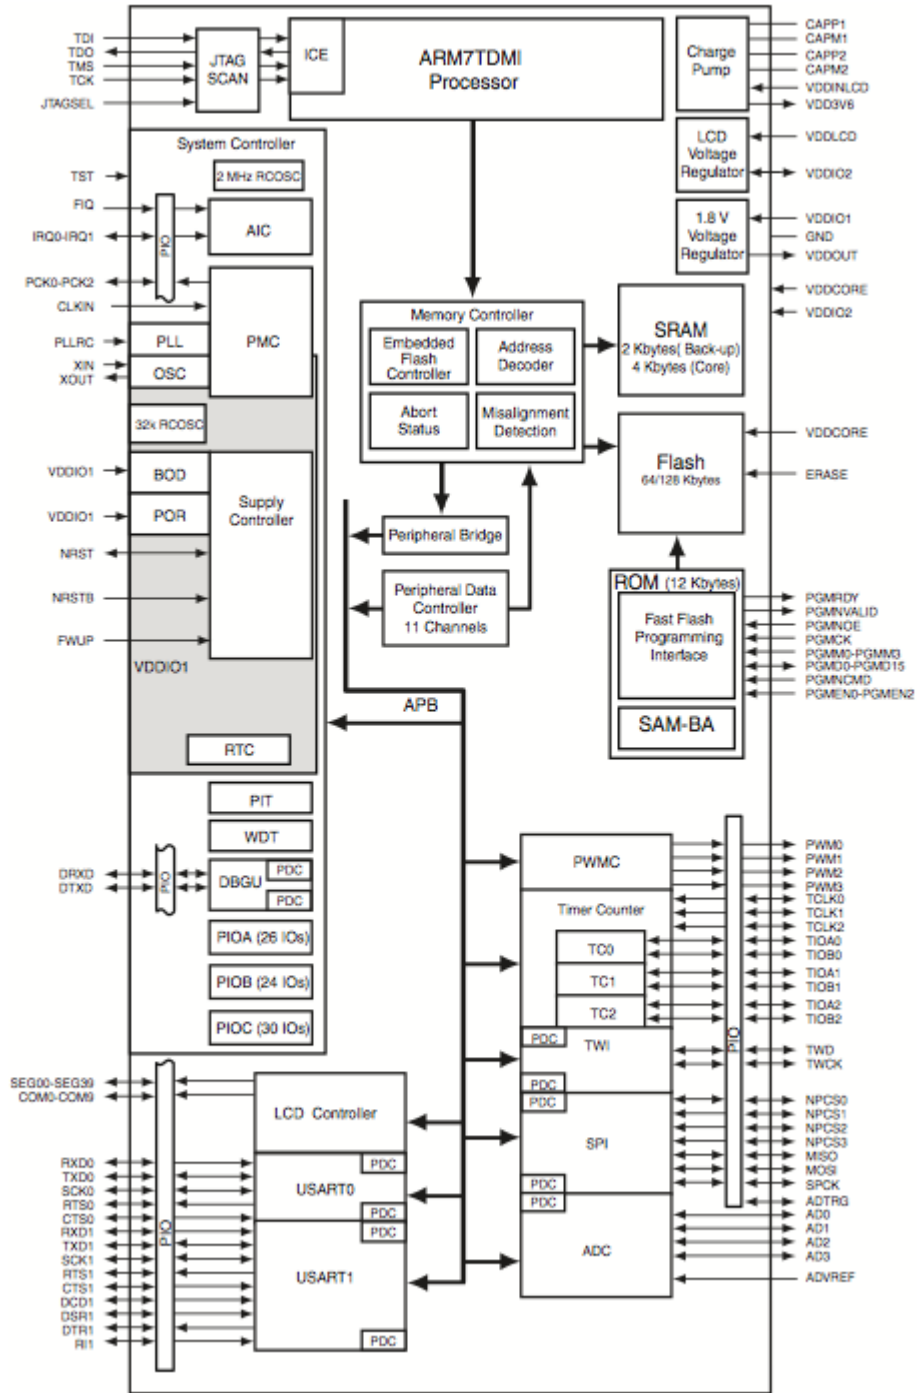 TDI
TDO
TMS
TCK
JTAGSEL
JTAG
SCAN
ICE
ARM7TDMI
Processor
Charge
Pump
CAPP1
CAPM1
CAPP2
CAPM2
VDDINLCD
VDD3V6
LCD
Voltage
Regulator
VDDLCD
VDDIO2
1.8 V
Voltage
Regulator
VDDIO1
GND
VDDOUT
VDDCORE
VDDIO2
System Controller
2 MHz RCOSC
TST
FIQ
IRQ0-IRQ1
PIO
AIC
PCK0-PCK2
CLKIN
PMC
PLLRC
PLL
XIN
XOUT
OSC
32k RCOSC
VDDIO1
BOD
VDDIO1
POR
Supply
Controller
NRST
NRSTB
FWUP
VDDIO1
RTC
PIT
WDT
DRXD
DTXD
PIO
DBGU
PDC
PDC
PIOA (26 IOs)
PIOB (24 IOs)
PIOC (30 IOs)
Memory Controller
Embedded
Flash
Controller
Address
Decoder
Abort
Status
Misalignment
Detection
SRAM
2 Kbytes( Back-up)
4 Kbytes (Core)
Flash
64/128 Kbytes
VDDCORE
ERASE
Peripheral Bridge
Peripheral Data
Controller
11 Channels
APB
ROM (12 Kbytes)
Fast Flash
Programming
Interface
SAM-BA
PGMRDY
PGMNVALID
PGMNOE
PGMCK
PGMM0-PGMM3
PGMD0-PGMD15
PGMNCMD
PGMEN0-PGMEN2
SEG00-SEG39
COM0-COM9
LCD Controller
RXD0
TXD0
SCK0
RTS0
CTS0
RXD1
TXD1
SCK1
RTS1
CTS1
DCD1
DSR1
DTR1
RI1
PIO
PDC
USART0
PDC
PDC
USART1
PDC
PWMC
Timer Counter
TC0
TC1
TC2
PDC
TWI
PDC
PDC
SPI
PDC
PDC
ADC
PIO
PWM0
PWM1
PWM2
PWM3
TCLK0
TCLK1
TCLK2
TIOA0
TIOB0
TIOA1
TIOB1
TIOA2
TIOB2
TWD
TWCK
NPCS0
NPCS1
NPCS2
NPCS3
MISO
MOSI
SPCK
ADTRG
AD0
AD1
AD2
AD3
ADVREF